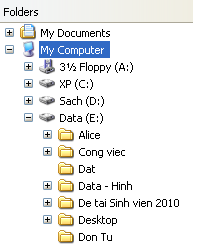 Folders
My Documents
My Computer
3½ Floppy (A:)
XP (C:)
Sach (D:)
Data (E:)
Alice
Cong viec
Dat
Data - Hinh
De tai Sinh vien 2010
Desktop
Don Tu